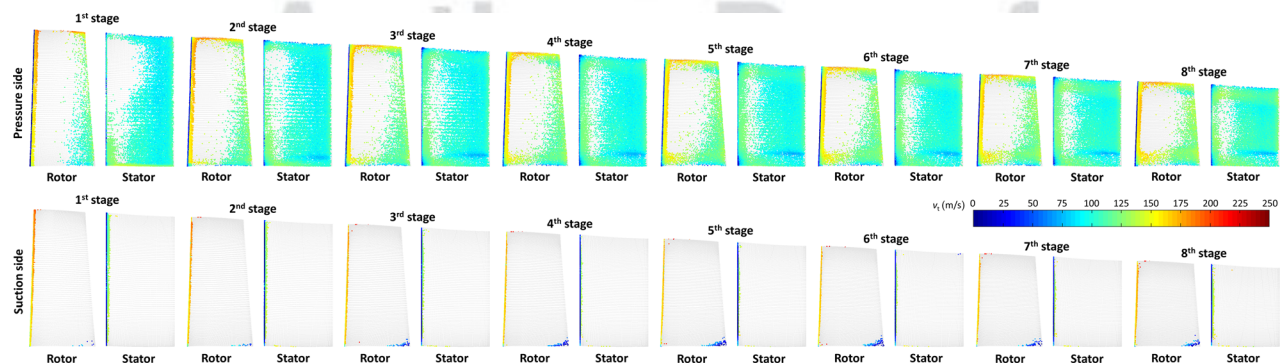 1st stage
2nd stage
3rd stage
4th stage
5th stage
6th stage
7th stage
8th stage
Pressure side
Rotor Stator Rotor Stator Rotor Stator Rotor Stator Rotor Stator Rotor Stator Rotor Stator Rotor Stator
vt (m/s)
0 25 50 75 100 125 150 175 200 225 250
1st stage
2nd stage
3rd stage
4th stage
5th stage
6th stage
7th stage
8th stage
Suction side
Rotor Stator Rotor Stator Rotor Stator Rotor Stator Rotor Stator Rotor Stator Rotor Stator Rotor Stator